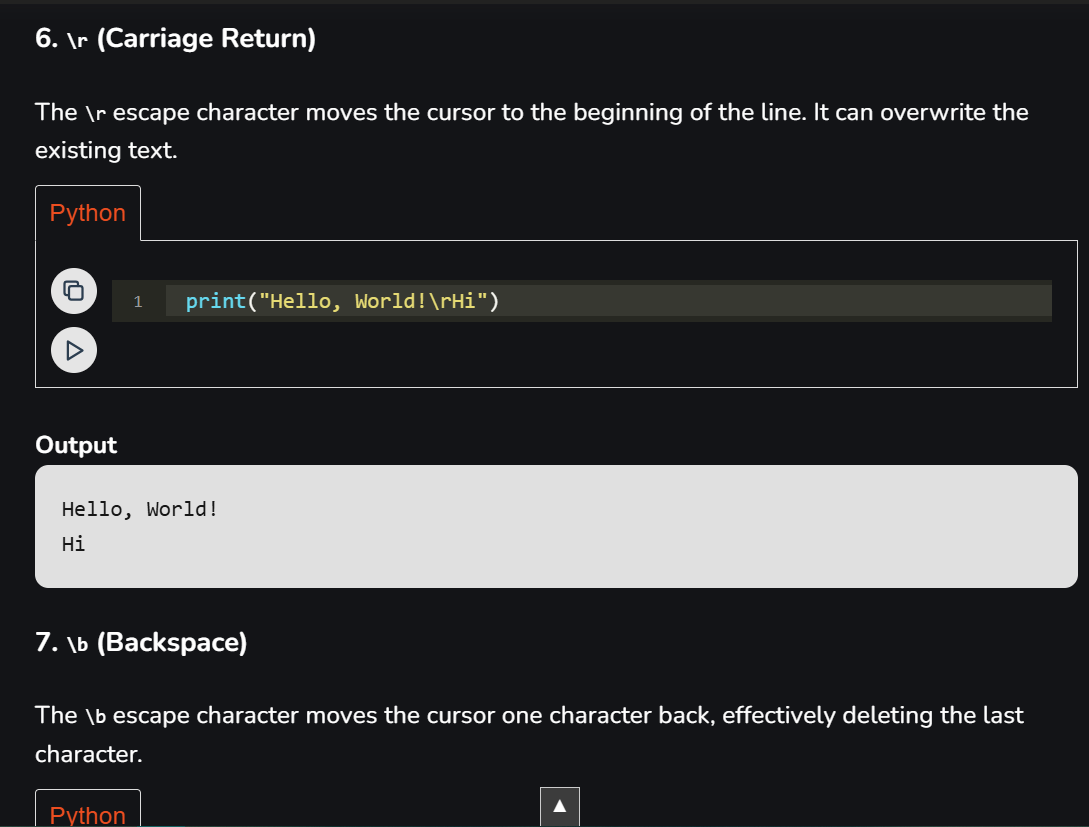 6. \r (Carriage Return)
The \r escape character moves the cursor to the beginning of the line. It can overwrite the
existing text.
Python
1 print("Hello, World!\rHi")
Output
Hello, World!
Hi
7. \b (Backspace)
The \b escape character moves the cursor one character back, effectively deleting the last
character.
Python